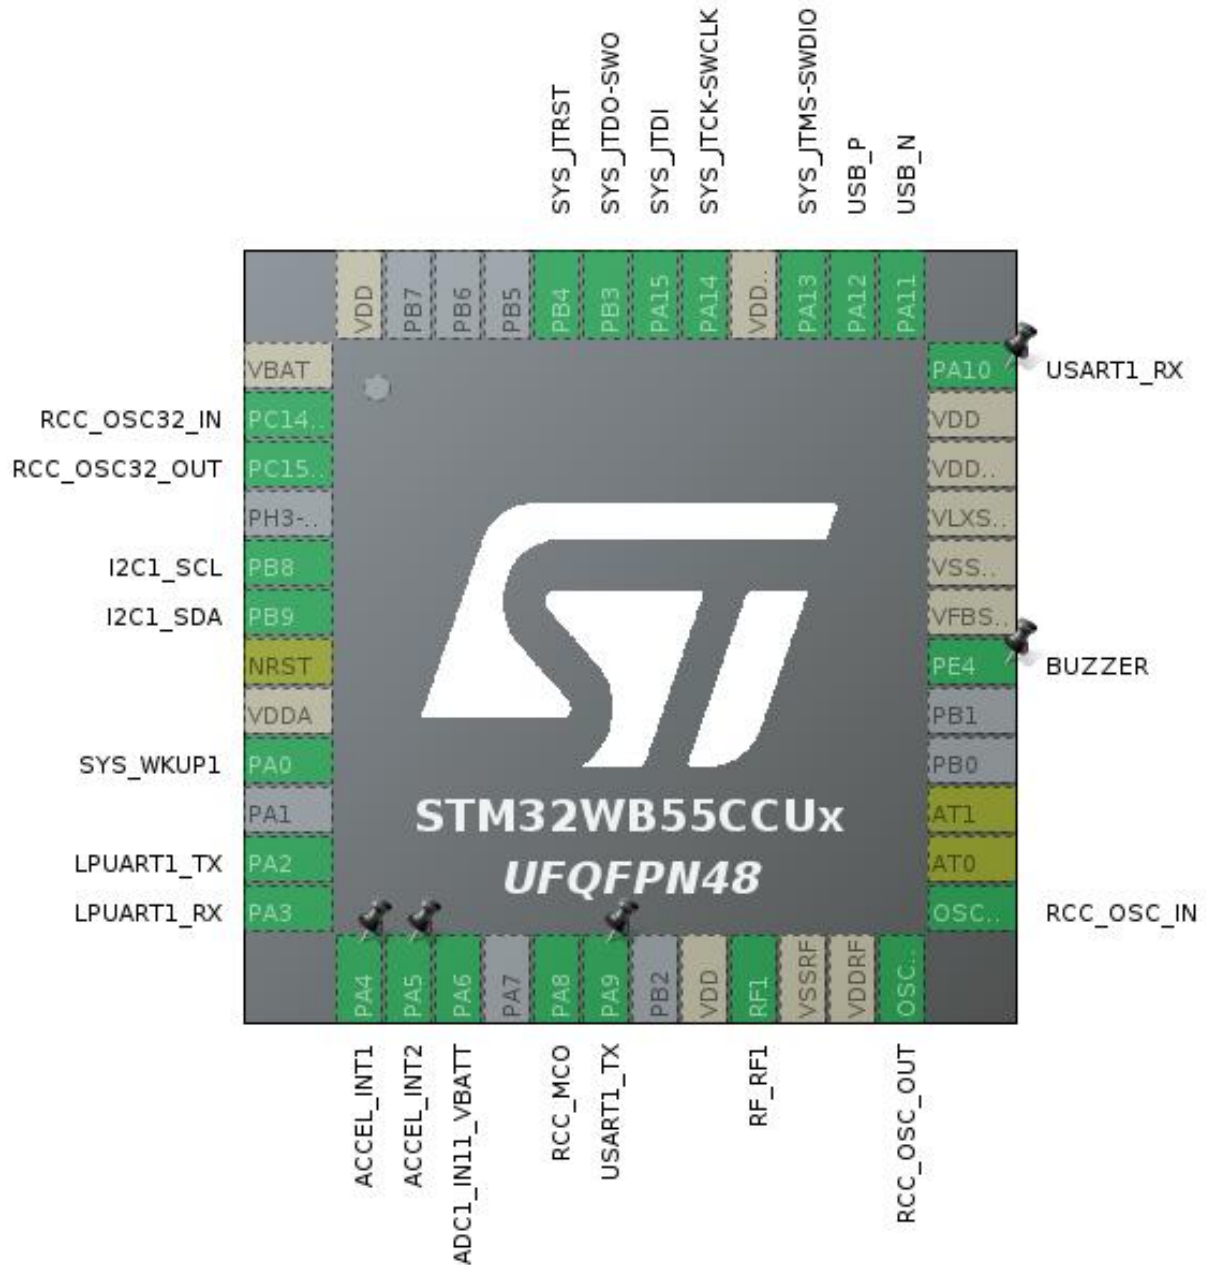 SYS_JTRST
SYS_JTDO-SWO
SYS_JTDI
SYS_JTCK-SWCLK
SYS_JTMS-SWDIO
USB_P
USB_N
VDD
PB7
PB6
PB5
PB4
PB3
PA15
PA14
VDD..
PA13
PA12
PA11
VBAT
RCC_OSC32_IN PC14..
RCC_OSC32_OUT PC15..
PH3-..
I2C1_SCL PB8
I2C1_SDA PB9
NRST
VDDA
SYS_WKUP1 PA0
PA1
LPUART1_TX PA2
LPUART1_RX PA3
PA10 USART1_RX
VDD
VDD..
VLXS..
VSS..
VFBS..
PE4 BUZZER
PB1
PB0
AT1
AT0
OSC.. RCC_OSC_IN
STM32WB55CCUx
UFQFPN48
PA4
PA5
PA6
PA7
PA8
PA9
PB2
VDD
RF1
VSSRF
VDDRF
OSC..
ACCEL_INT1
ACCEL_INT2
ADC1_IN11_VBATT
RCC_MCO
USART1_TX
RF_RF1
RCC_OSC_OUT